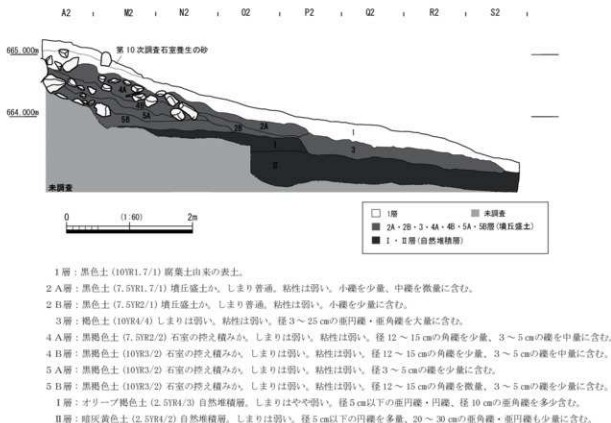 A2 M2 N2 O2 P2 Q2 R2 S2
665.000m
第10次調査石室養生の砂
664.000m
4A
4B
5A
5B
2B
2A
1
3
I
II
未調査
0 (1:60) 2m
1層 未調査
2A・2B・3・4A・4B・5A・5B層(墳丘盛土)
I・II層(自然堆積層)
1層:黒色土(10YR1.7/1)腐葉土由来の表土。
2A層:黒色土(7.5YR1.7/1)墳丘盛土か。しまり普通。粘性は弱い。小礫を少量、中礫を微量に含む。
2B層:黒色土(7.5YR2/1)墳丘盛土か。しまり普通。粘性は弱い。小礫を少量に含む。
3層:褐色土(10YR4/4)しまりは弱い。粘性は弱い。径3~25㎝の亜円礫・亜角礫を大量に含む。
4A層:黒褐色土(7.5YR2/2)石室の控え積みか。しまりは弱い。粘性は弱い。径12~15㎝の角礫を少量、3~5㎝の礫を中量に含む。
4B層:黒褐色土(10YR3/2)石室の控え積みか。しまりは弱い。粘性は弱い。径12~15㎝の角礫を少量、3~5㎝の礫を中量に含む。
5A層:黒褐色土(10YR3/2)石室の控え積みか。しまりは弱い。粘性は弱い。径3~5㎝の礫を少量に含む。
5B層:黒褐色土(10YR3/2)石室の控え積みか。しまりは弱い。粘性は弱い。径12~15㎝の角礫を微量、3~5㎝の礫を少量に含む。
I層:オリーブ褐色土(2.5YR4/3)自然堆積層。しまりはやや弱い。径5㎝以下の亜円礫・円礫、径10㎝の亜角礫を多少含む。
II層:暗灰黄色土(2.5YR4/2)自然堆積層。しまりは弱い。径5㎝以下の円礫を多量、20~30㎝の亜角礫・亜円礫も少量に含む。